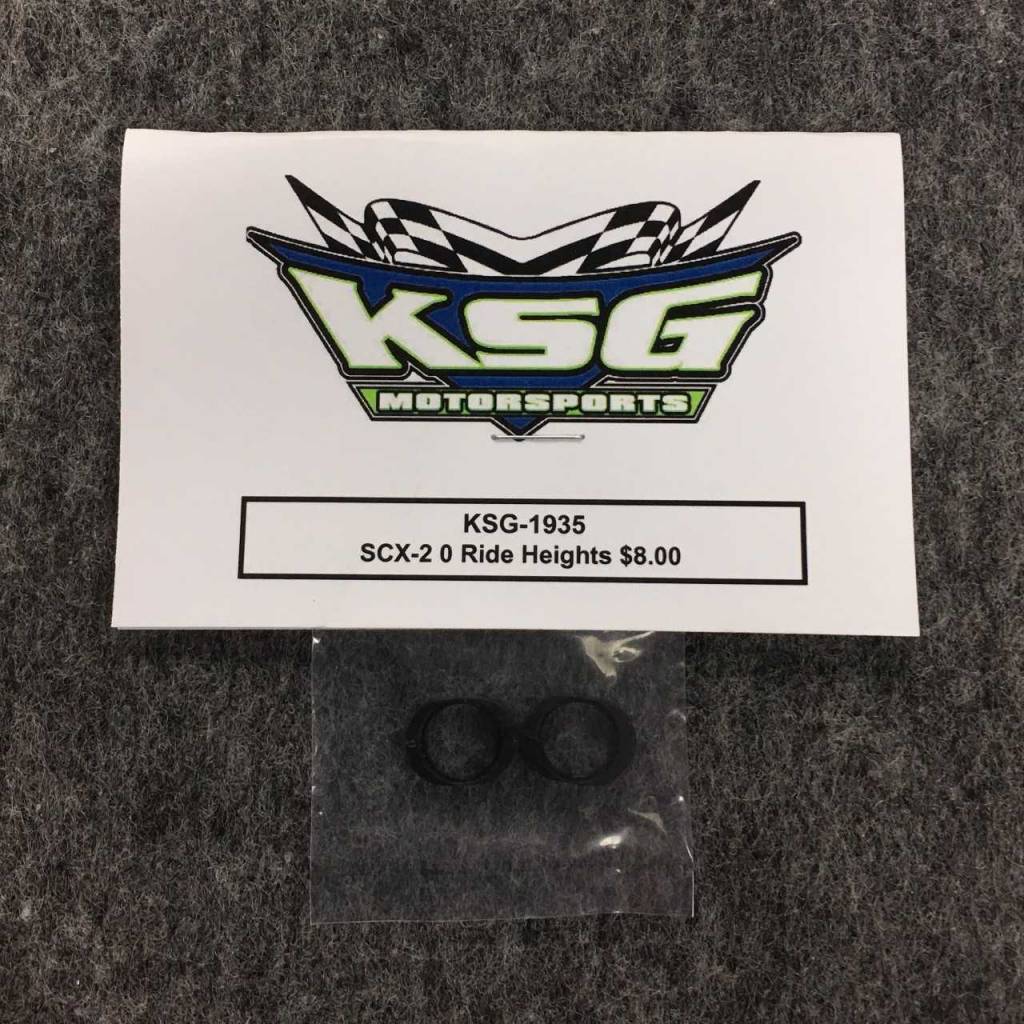 KSG
MOTORSPORTS
KSG-1935
SCX-2 0 Ride Heights $8.00